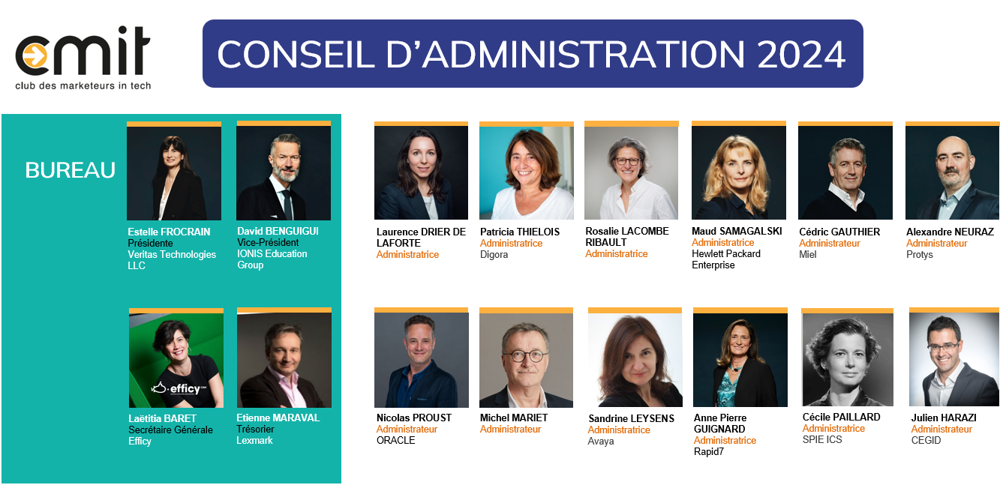 cmit
club des marketeurs in tech
CONSEIL D’ADMINISTRATION 2024
BUREAU
Estelle FROCRAIN
Présidente
Veritas Technologies
LLC
David BENGUIGUI
Vice-Président
IONIS Education
Group
Laëtitia BARET
Secrétaire Générale
Efficy
efficy
Etienne MARAVAL
Trésorier
Lexmark
Laurence DRIER DE
LAFORTE
Administratrice
Patricia THIELOIS
Administratrice
Digora
Rosalie LACOMBE
RIBAULT
Administratrice
Maud SAMAGALSKI
Administratrice
Hewlett Packard
Enterprise
Cédric GAUTHIER
Administrateur
Miel
Alexandre NEURAZ
Administrateur
Protys
Nicolas PROUST
Administrateur
ORACLE
Michel MARIET
Administrateur
Sandrine LEYSENS
Administratrice
Avaya
Anne Pierre
GUIGNARD
Administratrice
Rapid7
Cécile PAILLARD
Administratrice
SPIE ICS
Julien HARAZI
Administrateur
CEGID